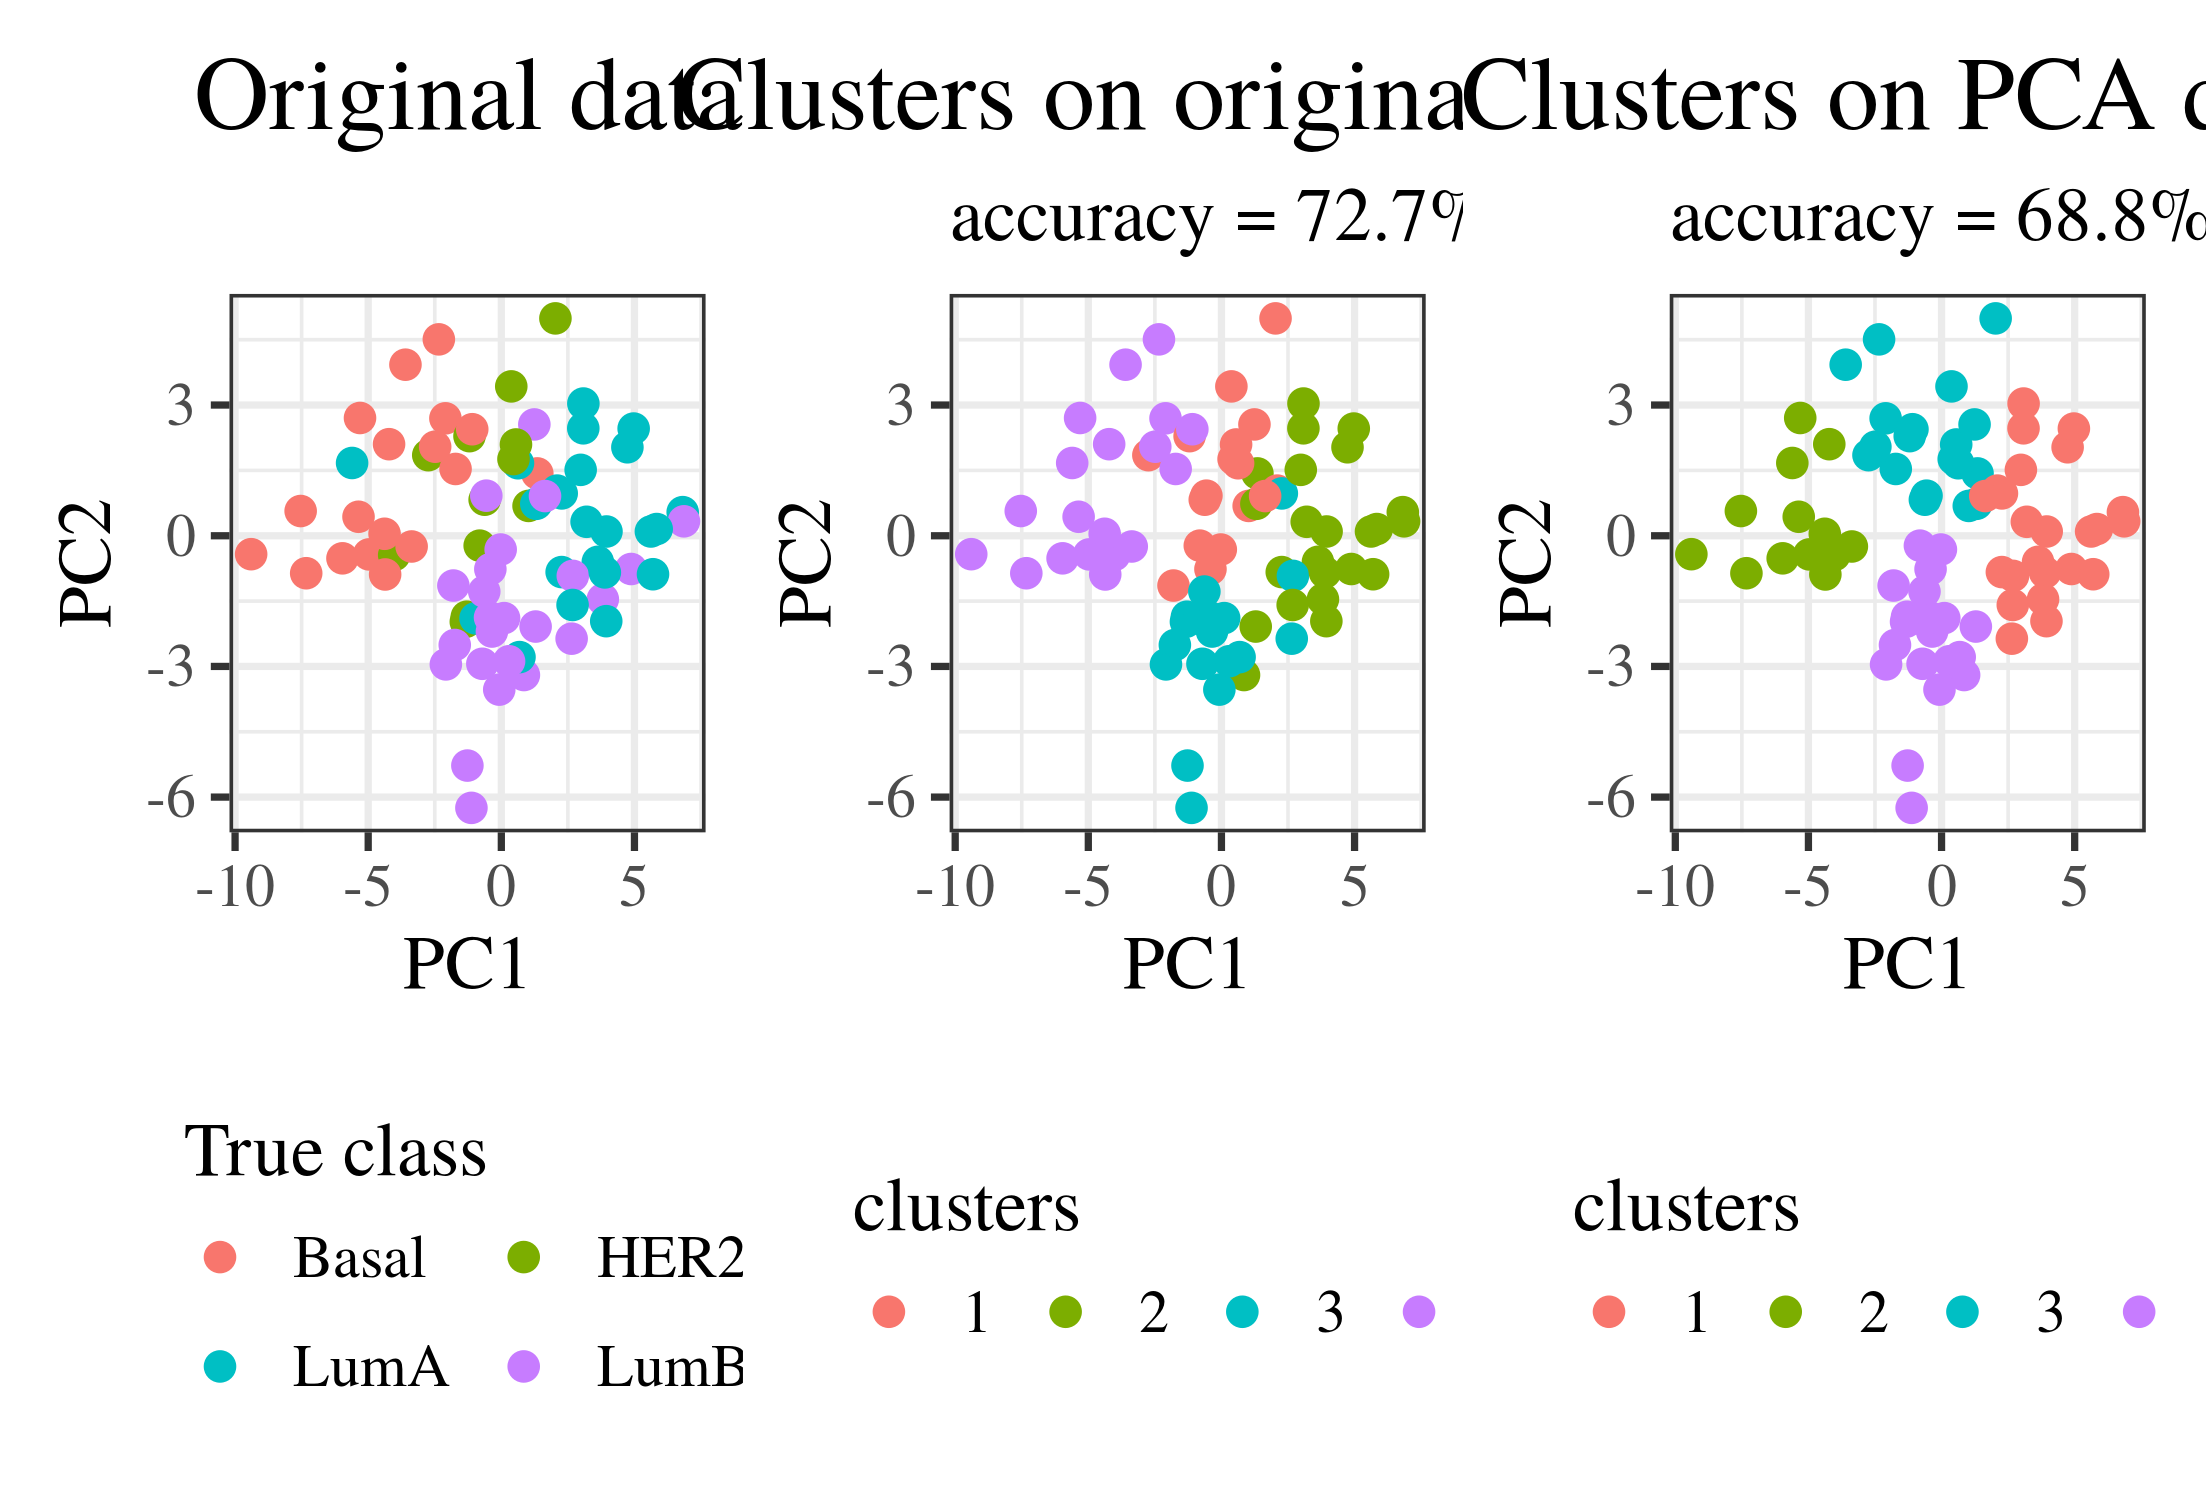 Original data
Clusters on origina
Clusters on PCA
accuracy = 72.7%
accuracy = 68.8%
PC2
3
0
-3
-6
-10 -5 0 5
PC1
PC2
3
0
-3
-6
-10 -5 0 5
PC1
PC2
3
0
-3
-6
-10 -5 0 5
PC1
True class
Basal HER2
LumA LumB
clusters
1 2 3
clusters
1 2 3